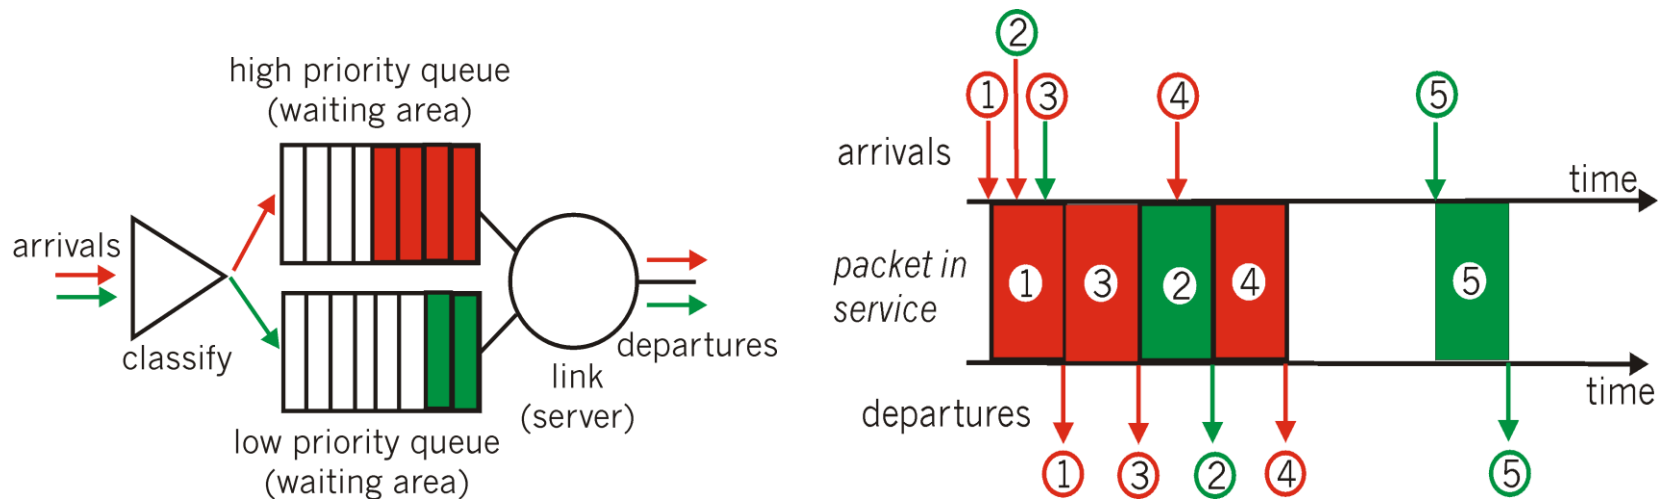 high priority queue
(waiting area)
arrivals
classify
low priority queue
(waiting area)
link
(server)
departures
2
1
3
4
5
arrivals
time
packet in
service
1
3
2
4
5
time
departures
1
3
2
4
5